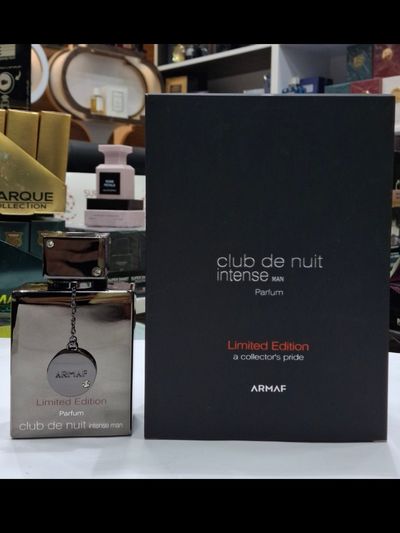 club de nuit
intense MAN
Parfum
Limited Edition
a collector's pride
ARMAF
ARMAF
Limited Edition
Parfum
club de nuit intense man
ARQUE
LLECTION